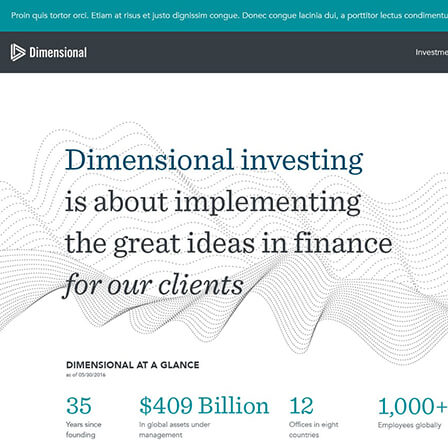 Proin quis tortor orci. Etiam at risus et justo dignissim congue. Donec congue lacinia dui, a porttitor lectus
Dimensional
Dimensional investing
is about implementing
the great ideas in finance
for our clients
DIMENSIONAL AT A GLANCE
as of 05/30/2016
35 $409 Billion 12 1,000+
Years since In global assets under Offices in eight Employees globally
founding management countries